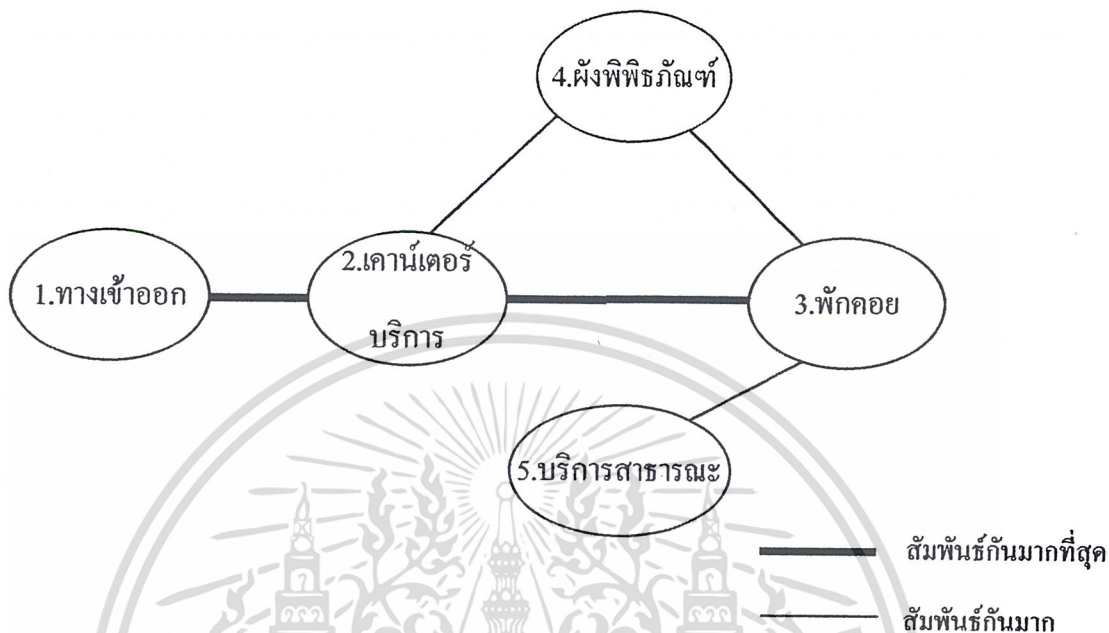 4.ผังพิพิธภัณฑ์
1.ทางเข้าออก
2.เคาน์เตอร์
บริการ
3.พักคอย
5.บริการสาธารณะ
สัมพันธ์กันมากที่สุด
สัมพันธ์กันมาก